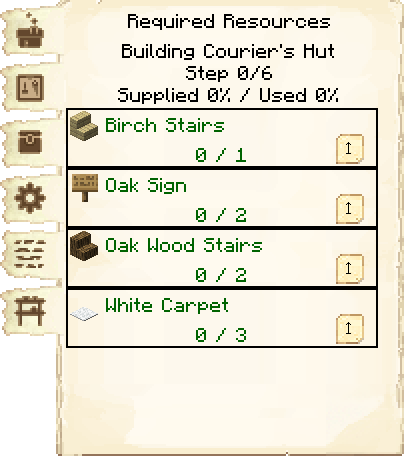 Required Resources
Building Courier's Hut
Step 0/6
Supplied 0% / Used 0%
Birch Stairs
0 / 1
Oak Sign
0 / 2
Oak Wood Stairs
0 / 2
White Carpet
0 / 3